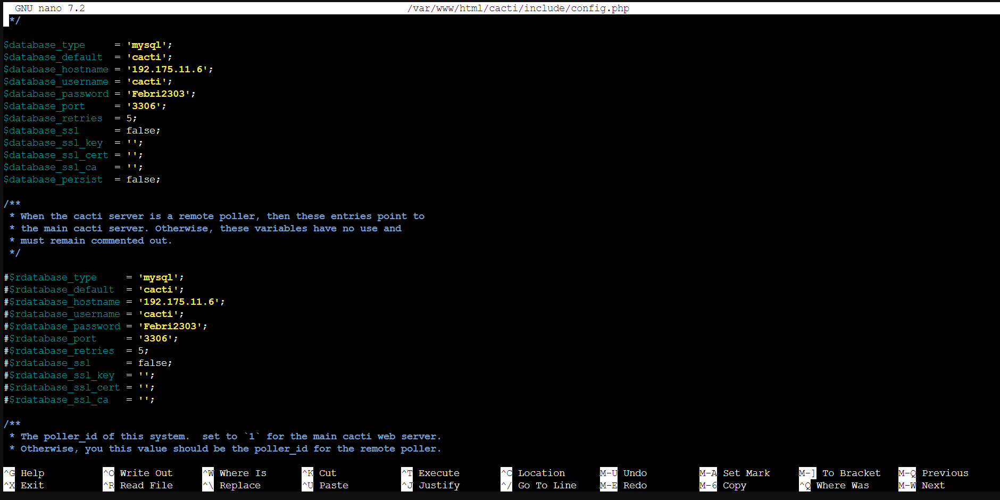 GNU nano 7.2 /var/www/html/cacti/include/config.php
*/
$database_type     = 'mysql';
$database_default  = 'cacti';
$database_hostname = '192.175.11.6';
$database_username = 'cacti';
$database_password = 'Febri2303';
$database_port     = '3306';
$database_retries  = 5;
$database_ssl      = false;
$database_ssl_key  = '';
$database_ssl_cert = '';
$database_ssl_ca   = '';
$database_persist  = false;
/**
 * When the cacti server is a remote poller, then these entries point to
 * the main cacti server. Otherwise, these variables have no use and
 * must remain commented out.
 */
#$rdatabase_type     = 'mysql';
#$rdatabase_default  = 'cacti';
#$rdatabase_hostname = '192.175.11.6';
#$rdatabase_username = 'cacti';
#$rdatabase_password = 'Febri2303';
#$rdatabase_port     = '3306';
#$rdatabase_retries  = 5;
#$rdatabase_ssl      = false;
#$rdatabase_ssl_key  = '';
#$rdatabase_ssl_cert = '';
#$rdatabase_ssl_ca   = '';
/**
 * The poller_id of this system.  set to `1` for the main cacti web server.
 * Otherwise, you this value should be the poller_id for the remote poller.
^G Help ^O Write Out ^W Where Is ^K Cut ^T Execute ^C Location M-U Undo M-A Set Mark M-] To Bracket M-Q Previous
^X Exit ^R Read File ^\ Replace ^U Paste ^J Justify ^/ Go To Line M-E Redo M-6 Copy ^Q Where Was M-W Next